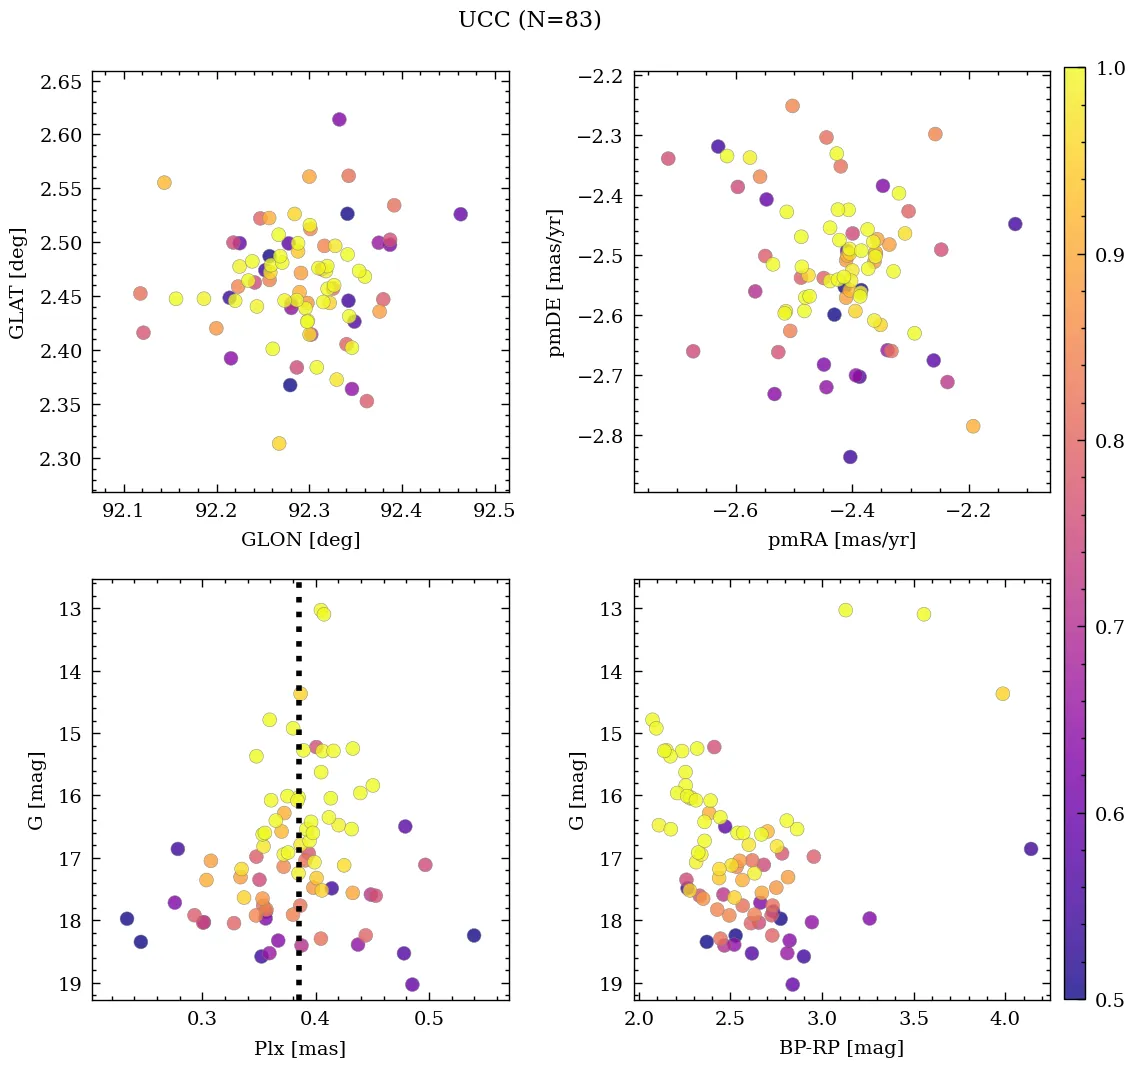 UCC (N=83)
2.65
2.60
2.55
2.50
2.45
2.40
2.35
2.30
GLAT [deg]
92.1 92.2 92.3 92.4 92.5
GLON [deg]
−2.2
−2.3
−2.4
−2.5
−2.6
−2.7
−2.8
pmDE [mas/yr]
−2.6 −2.4 −2.2
pmRA [mas/yr]
13
14
15
16
17
18
19
G [mag]
0.3 0.4 0.5
Plx [mas]
13
14
15
16
17
18
19
G [mag]
2.0 2.5 3.0 3.5 4.0
BP-RP [mag]
1.0
0.9
0.8
0.7
0.6
0.5